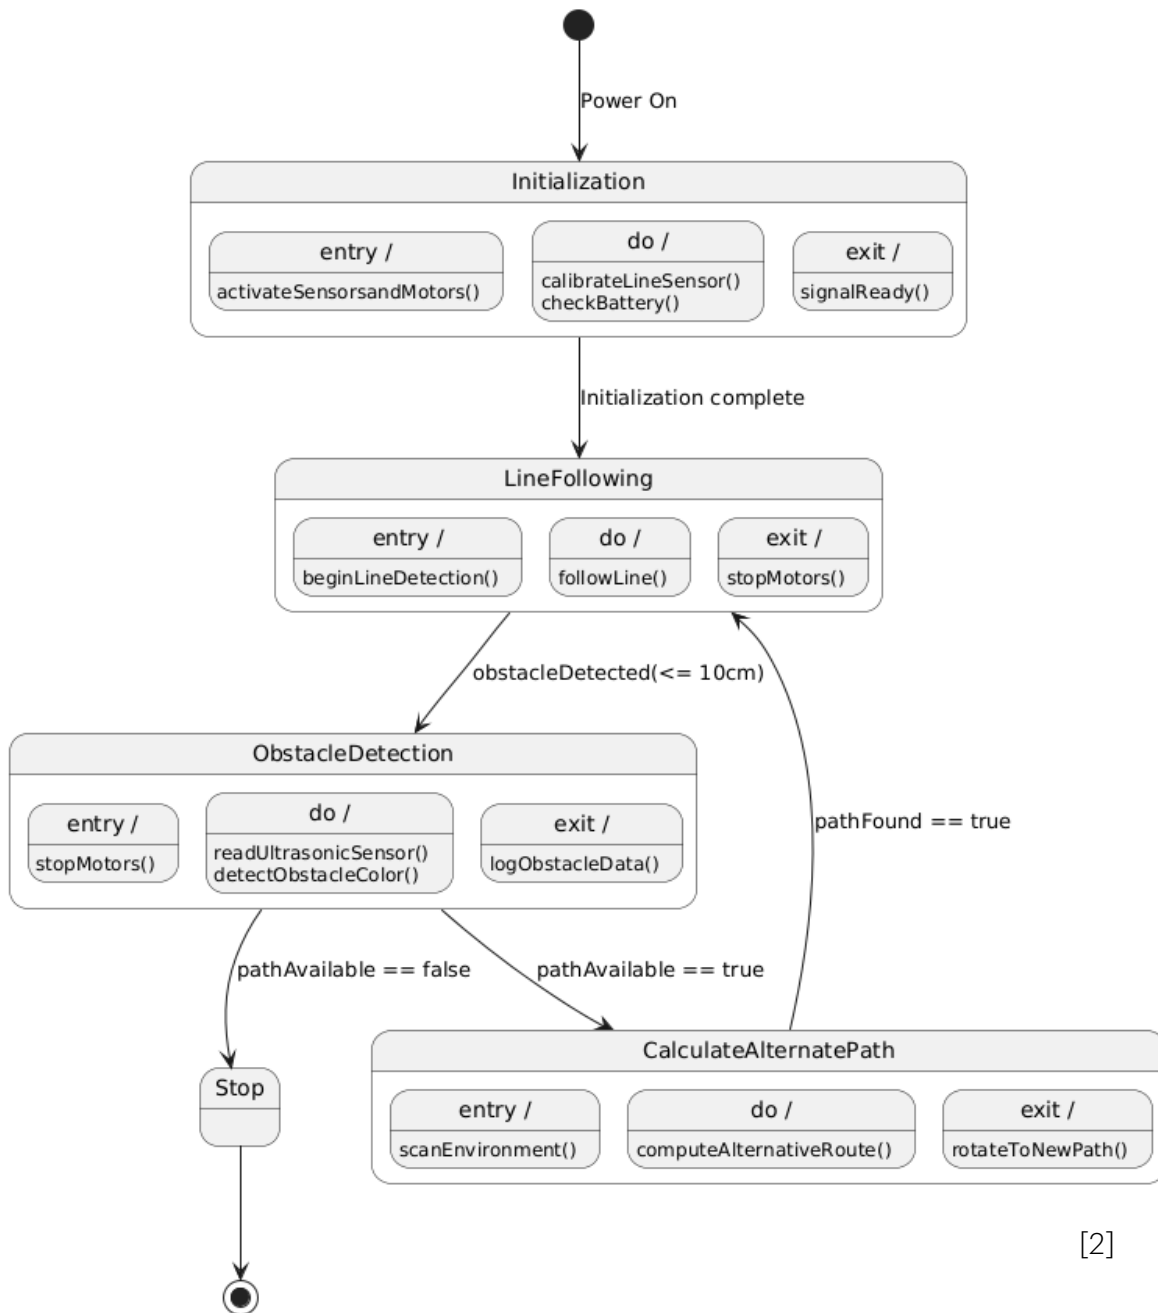 Power On
Initialization
entry /
activateSensorsandMotors()
do /
calibrateLineSensor()
checkBattery()
exit /
signalReady()
Initialization complete
LineFollowing
entry /
beginLineDetection()
do /
followLine()
exit /
stopMotors()
obstacleDetected(<= 10cm)
ObstacleDetection
entry /
stopMotors()
do /
readUltrasonicSensor()
detectObstacleColor()
exit /
logObstacleData()
pathFound == true
pathAvailable == false
pathAvailable == true
Stop
CalculateAlternatePath
entry /
scanEnvironment()
do /
computeAlternativeRoute()
exit /
rotateToNewPath()
[2]